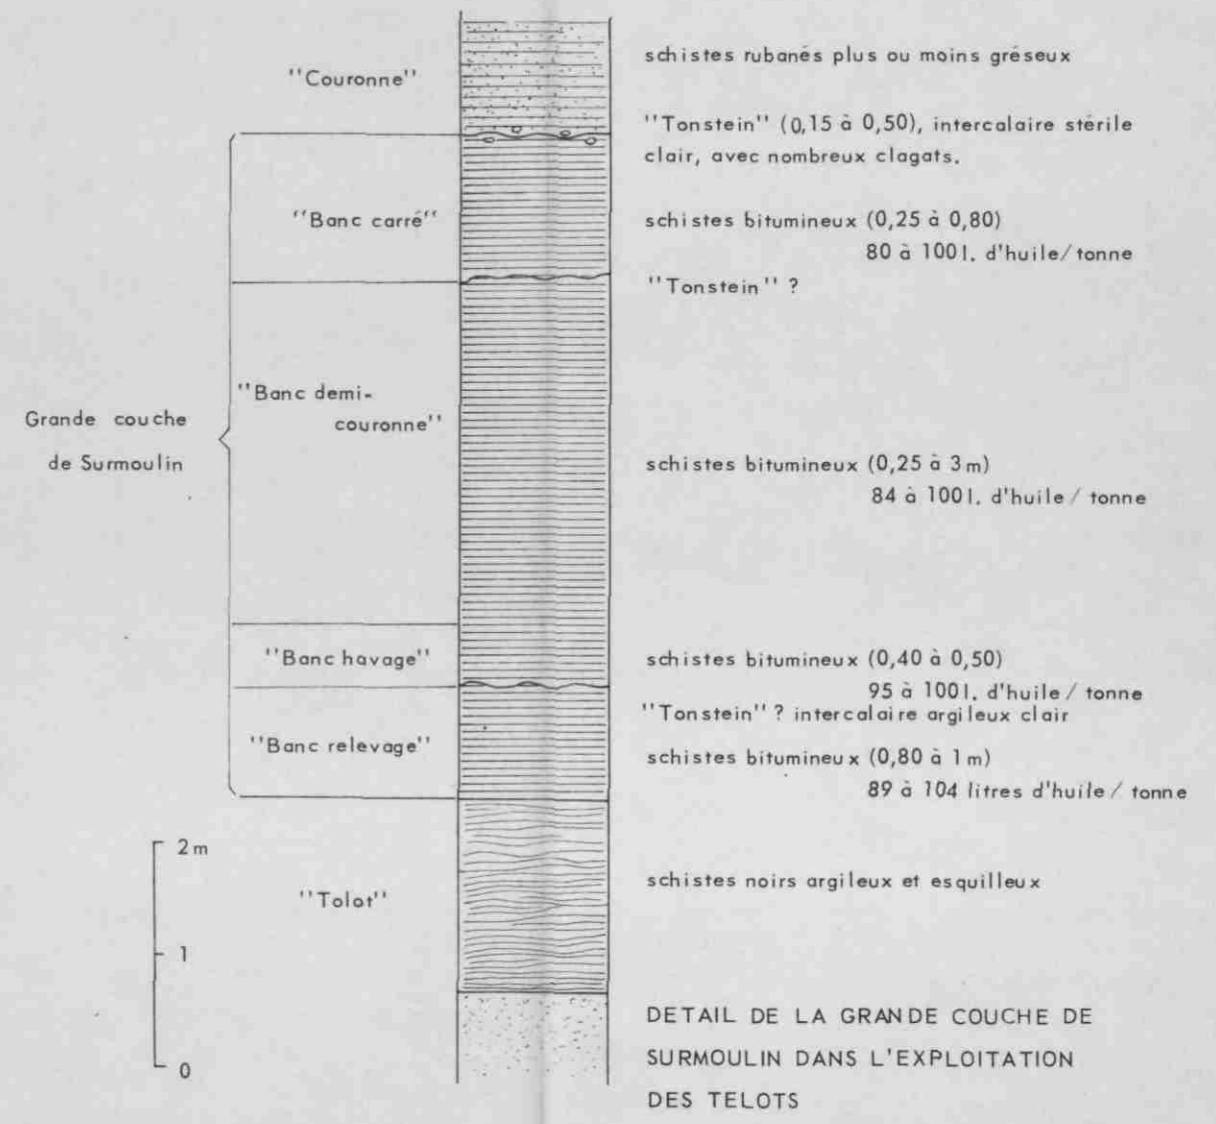 schistes rubanés plus ou moins gréseux
''Couronne''
''Tonstein'' (0,15 à 0,50), intercalaire stérile
clair, avec nombreux clagats.
''Banc carré''
schistes bitumineux (0,25 à 0,80)
80 à 100 l. d'huile/ tonne
''Tonstein'' ?
''Banc demi-
couronne''
Grande couche
de Surmoulin
schistes bitumineux (0,25 à 3 m)
84 à 100 l. d'huile / tonne
''Banc havage''
schistes bitumineux (0,40 à 0,50)
95 à 100 l. d'huile / tonne
''Tonstein'' ? intercalaire argileux clair
''Banc relevage''
schistes bitumineux (0,80 à 1 m)
89 à 104 litres d'huile / tonne
2 m
''Tolot''
schistes noirs argileux et esquilleux
1
0
DETAIL DE LA GRANDE COUCHE DE
SURMOULIN DANS L'EXPLOITATION
DES TELOTS